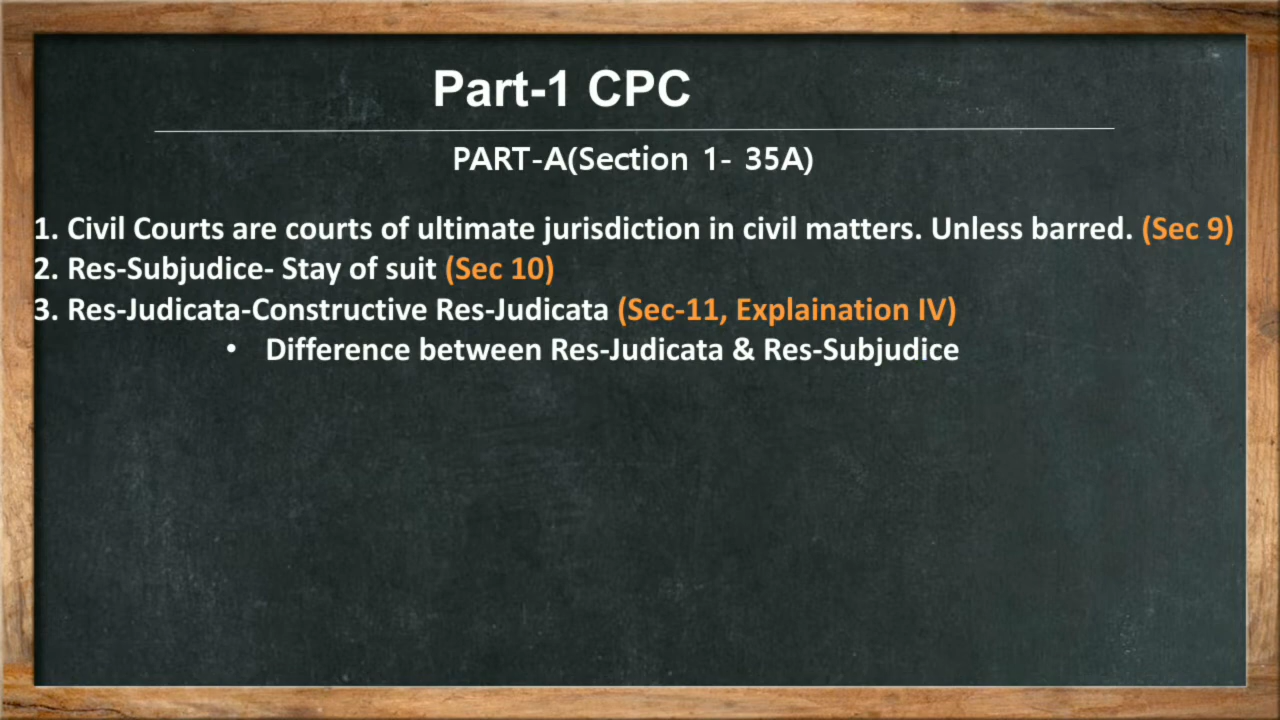 Part-1 CPC
PART-A(Section 1- 35A)
1. Civil Courts are courts of ultimate jurisdiction in civil matters. Unless barred. (Sec 9)
2. Res-Subjudice- Stay of suit (Sec 10)
3. Res-Judicata-Constructive Res-Judicata (Sec-11, Explaination IV)
• Difference between Res-Judicata & Res-Subjudice